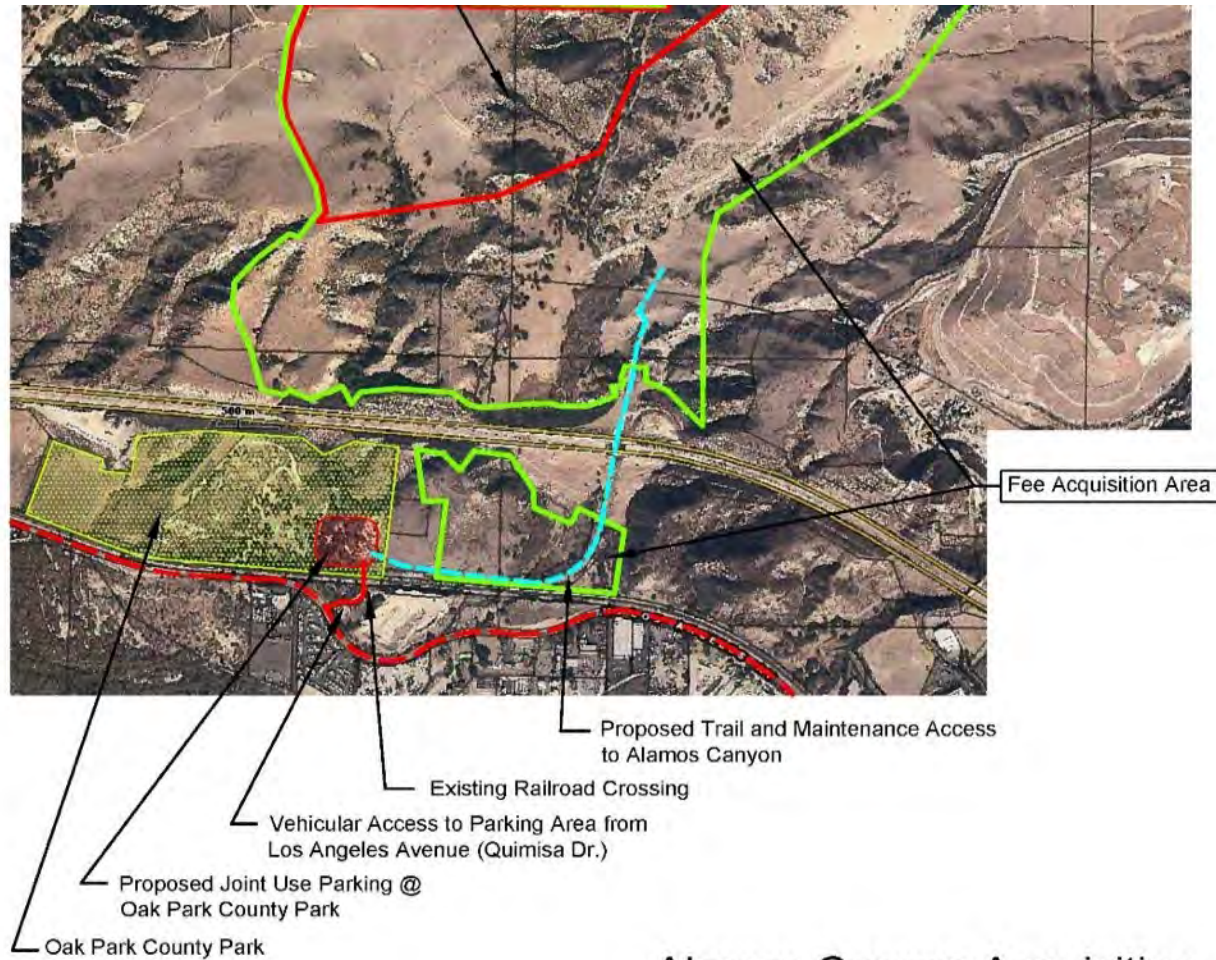 500 m
Fee Acquisition Area
Proposed Trail and Maintenance Access
to Alamos Canyon
Existing Railroad Crossing
Vehicular Access to Parking Area from
Los Angeles Avenue (Quimisa Dr.)
Proposed Joint Use Parking @
Oak Park County Park
Oak Park County Park